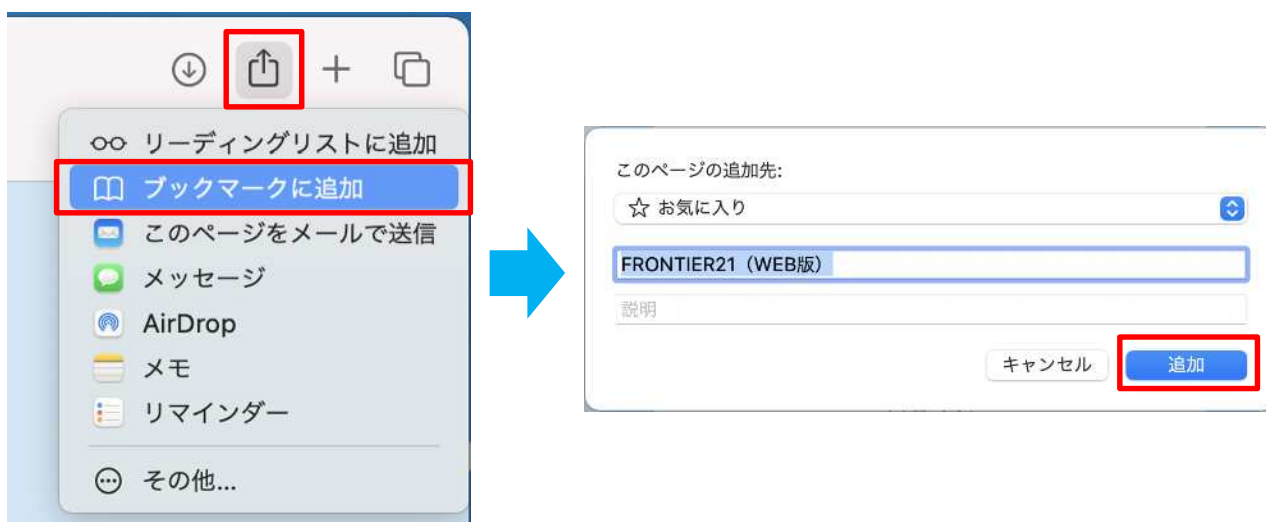 リーディングリストに追加
ブックマークに追加
このページをメールで送信
メッセージ
AirDrop
メモ
リマインダー
その他...
このページの追加先:
お気に入り
FRONTIER21（WEB版）
説明
キャンセル
追加